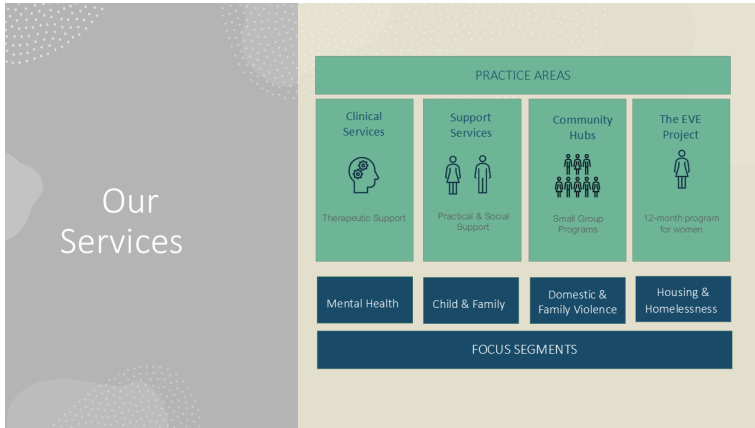 Our
Services
PRACTICE AREAS
Clinical
Services
Therapeutic Support
Support
Services
Practical & Social
Support
Community
Hubs
Small Group
Programs
The EVE
Project
12-month program
for women
Mental Health
Child & Family
Domestic &
Family Violence
Housing &
Homelessness
FOCUS SEGMENTS